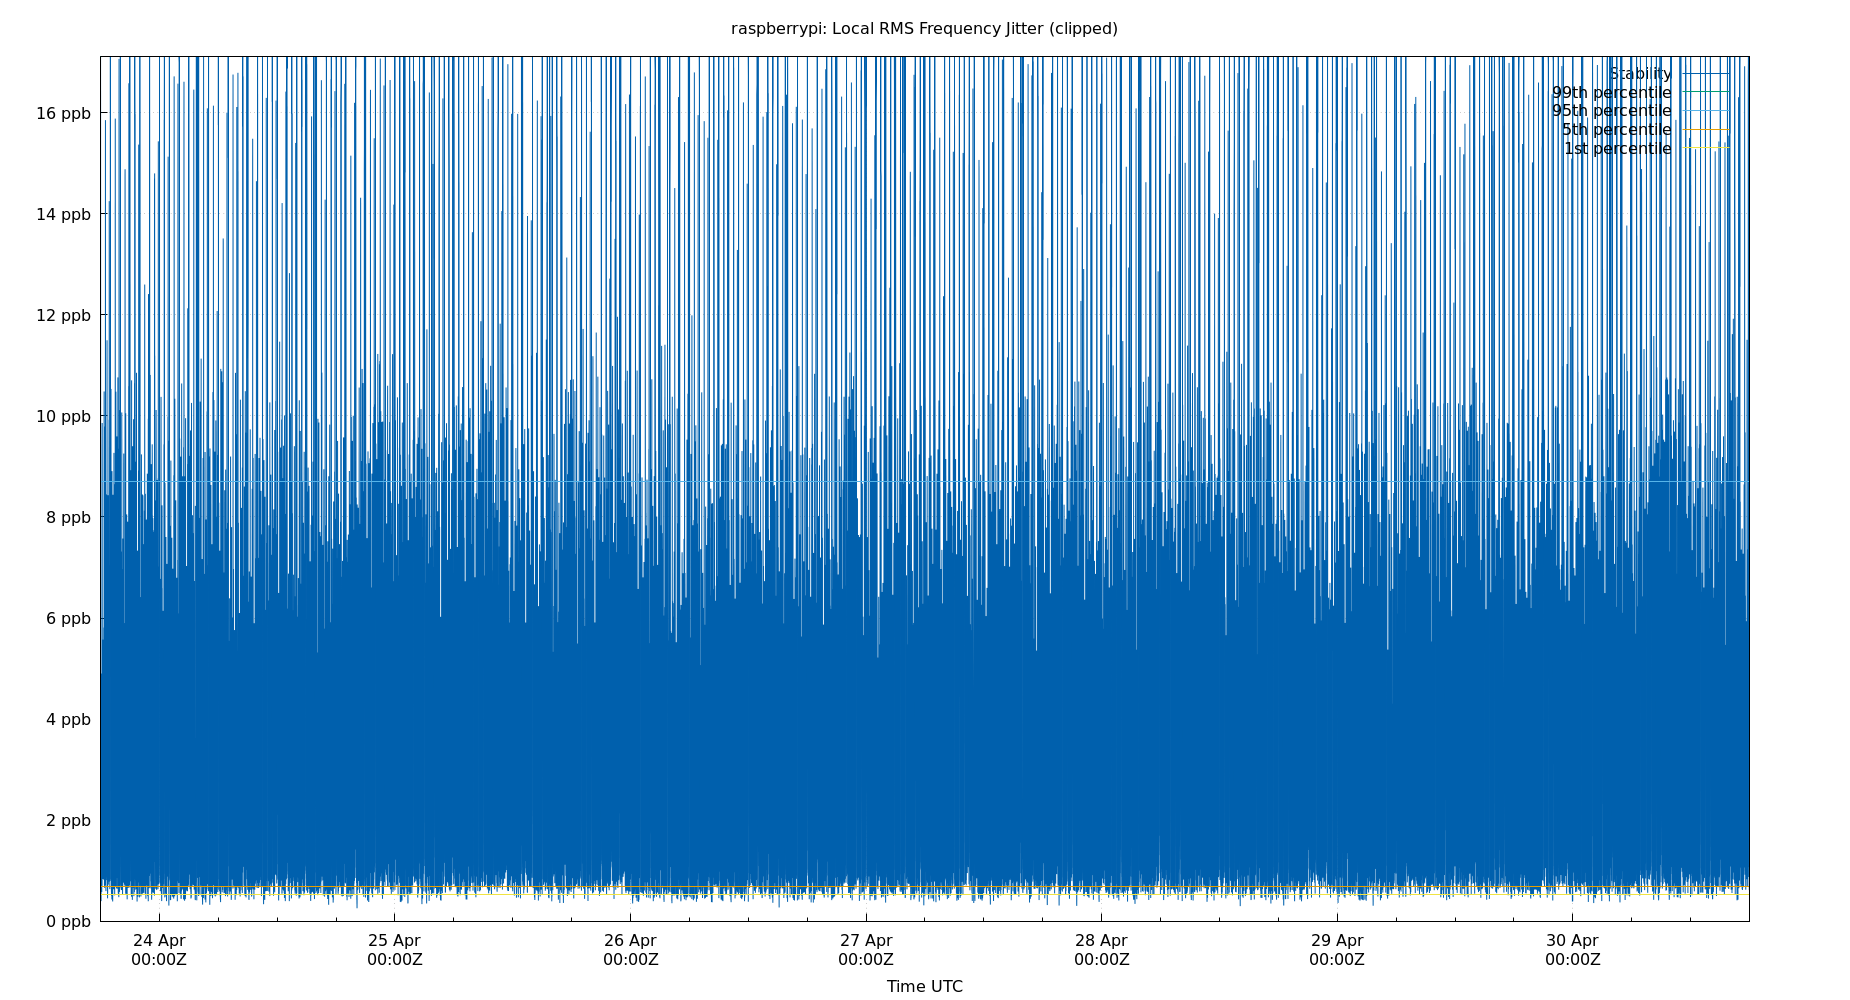 raspberrypi: Local RMS Frequency Jitter (clipped)
Stability
99th percentile
95th percentile
5th percentile
1st percentile
16 ppb
14 ppb
12 ppb
10 ppb
8 ppb
6 ppb
4 ppb
2 ppb
0 ppb
24 Apr 25 Apr 26 Apr 27 Apr 28 Apr 29 Apr 30 Apr
00:00Z 00:00Z 00:00Z 00:00Z 00:00Z 00:00Z 00:00Z
Time UTC